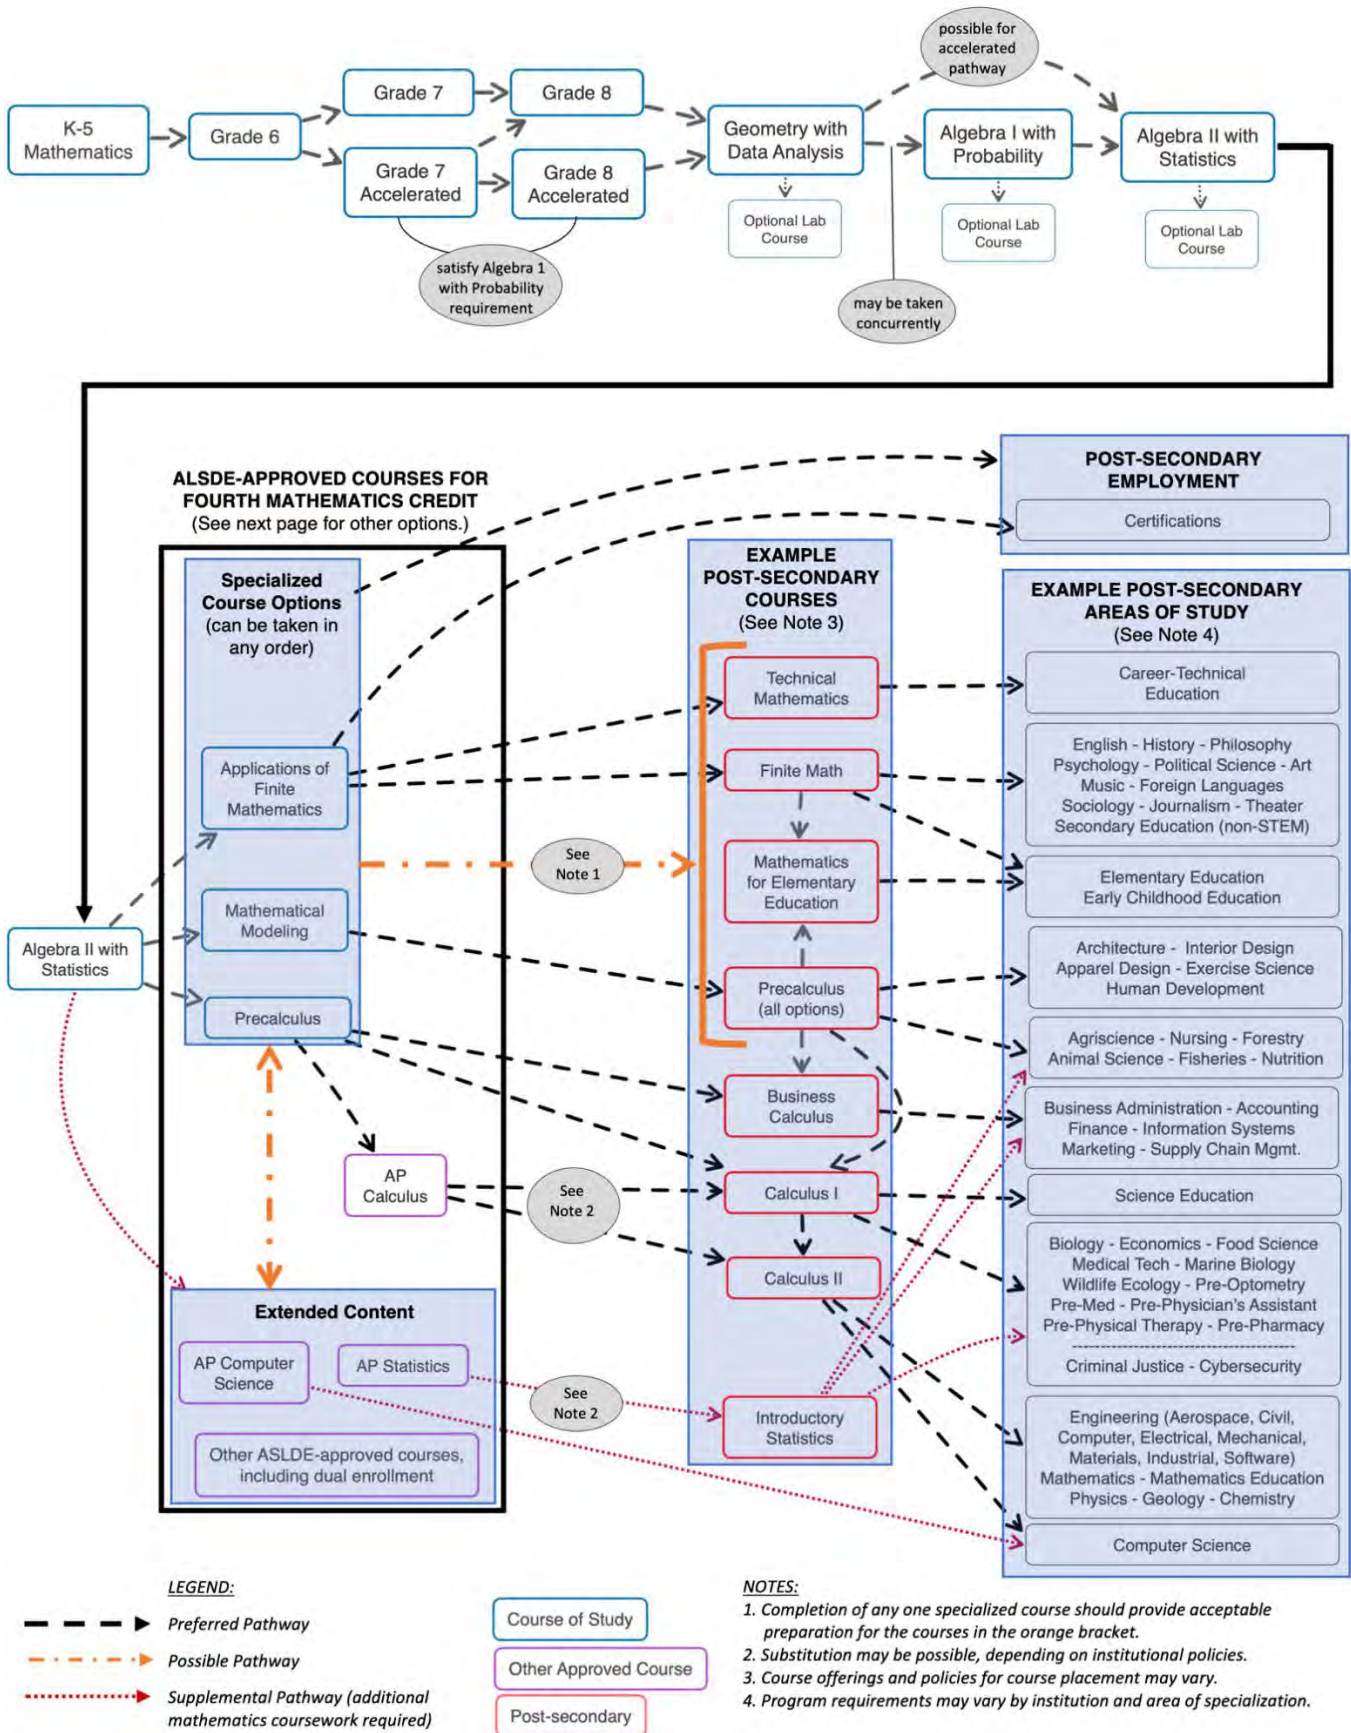 possible for
accelerated
pathway
K-5
Mathematics
Grade 6
Grade 7
Grade 8
Grade 7
Accelerated
Grade 8
Accelerated
satisfy Algebra 1
with Probability
requirement
Geometry with
Data Analysis
Algebra I with
Probability
Algebra II with
Statistics
Optional Lab
Course
Optional Lab
Course
Optional Lab
Course
may be taken
concurrently
ALSDE-APPROVED COURSES FOR
FOURTH MATHEMATICS CREDIT
(See next page for other options.)
Algebra II with
Statistics
Specialized
Course Options
(can be taken in
any order)
Applications of
Finite
Mathematics
Mathematical
Modeling
Precalculus
AP
Calculus
Extended Content
AP Computer
Science
AP Statistics
Other ASLDE-approved courses,
including dual enrollment
See
Note 1
See
Note 2
See
Note 2
EXAMPLE
POST-SECONDARY
COURSES
(See Note 3)
Technical
Mathematics
Finite Math
Mathematics
for Elementary
Education
Precalculus
(all options)
Business
Calculus
Calculus I
Calculus II
Introductory
Statistics
POST-SECONDARY
EMPLOYMENT
Certifications
EXAMPLE POST-SECONDARY
AREAS OF STUDY
(See Note 4)
Career-Technical
Education
English - History - Philosophy
Psychology - Political Science - Art
Music - Foreign Languages
Sociology - Journalism - Theater
Secondary Education (non-STEM)
Elementary Education
Early Childhood Education
Architecture - Interior Design
Apparel Design - Exercise Science
Human Development
Agriscience - Nursing - Forestry
Animal Science - Fisheries - Nutrition
Business Administration - Accounting
Finance - Information Systems
Marketing - Supply Chain Mgmt.
Science Education
Biology - Economics - Food Science
Medical Tech - Marine Biology
Wildlife Ecology - Pre-Optometry
Pre-Med - Pre-Physician's Assistant
Pre-Physical Therapy - Pre-Pharmacy
Criminal Justice - Cybersecurity
Engineering (Aerospace, Civil,
Computer, Electrical, Mechanical,
Materials, Industrial, Software)
Mathematics - Mathematics Education
Physics - Geology - Chemistry
Computer Science
LEGEND:
Preferred Pathway
Possible Pathway
Supplemental Pathway (additional
mathematics coursework required)
Course of Study
Other Approved Course
Post-secondary
NOTES:
1. Completion of any one specialized course should provide acceptable
preparation for the courses in the orange bracket.
2. Substitution may be possible, depending on institutional policies.
3. Course offerings and policies for course placement may vary.
4. Program requirements may vary by institution and area of specialization.